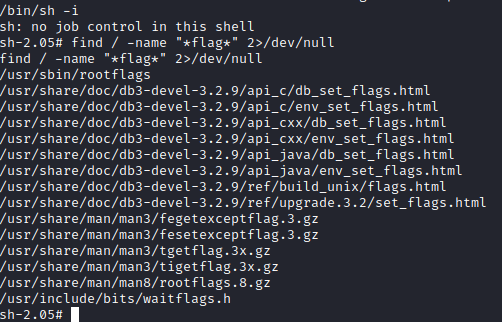 /bin/sh -i
sh: no job control in this shell
sh-2.05# find / -name "*flag*" 2>/dev/null
find / -name "*flag*" 2>/dev/null
/usr/sbin/rootflags
/usr/share/doc/db3-devel-3.2.9/api_c/db_set_flags.html
/usr/share/doc/db3-devel-3.2.9/api_c/env_set_flags.html
/usr/share/doc/db3-devel-3.2.9/api_cxx/db_set_flags.html
/usr/share/doc/db3-devel-3.2.9/api_cxx/env_set_flags.html
/usr/share/doc/db3-devel-3.2.9/api_java/db_set_flags.html
/usr/share/doc/db3-devel-3.2.9/api_java/env_set_flags.html
/usr/share/doc/db3-devel-3.2.9/ref/build_unix/flags.html
/usr/share/doc/db3-devel-3.2.9/ref/upgrade.3.2/set_flags.html
/usr/share/man/man3/fegetexceptflag.3.gz
/usr/share/man/man3/fesetexceptflag.3.gz
/usr/share/man/man3/tgetflag.3x.gz
/usr/share/man/man3/tigetflag.3x.gz
/usr/share/man/man8/rootflags.8.gz
/usr/include/bits/waitflags.h
sh-2.05#